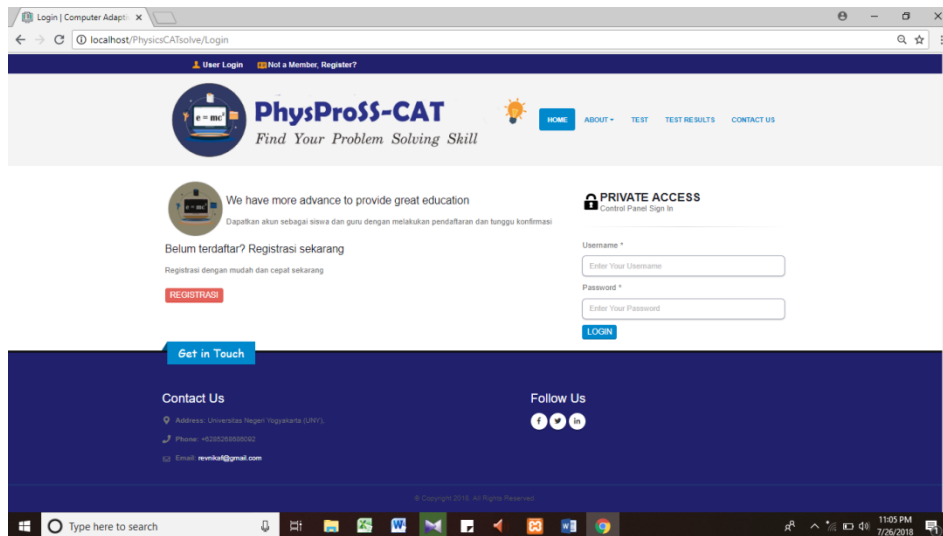 Login | Computer Adapti
localhost/PhysicsCATsolve/Login
User Login Not a Member, Register?
e = mc²
PhysProSS-CAT
Find Your Problem Solving Skill
HOME ABOUT TEST TEST RESULTS CONTACT US
We have more advance to provide great education
Dapatkan akun sebagai siswa dan guru dengan melakukan pendaftaran dan tunggu konfirmasi
Belum terdaftar? Registrasi sekarang
Registrasi dengan mudah dan cepat sekarang
REGISTRASI
PRIVATE ACCESS
Control Panel Sign In
Username *
Enter Your Username
Password *
Enter Your Password
LOGIN
Get in Touch
Contact Us
Address: Universitas Negeri Yogyakarta (UNY),
Phone:
Email: revnikaf@gmail.com
Follow Us
© Copyright 2018. All Rights Reserved.
Type here to search
11:05 PM
7/26/2018